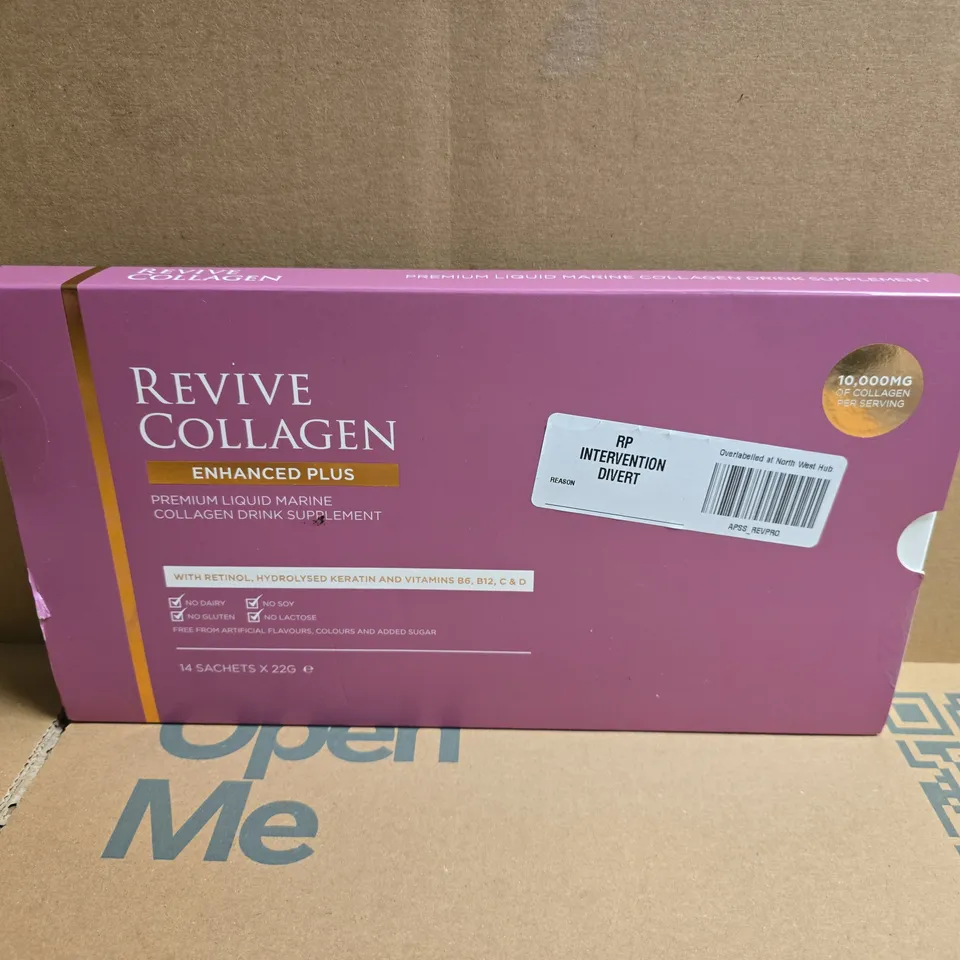 REVIVE
COLLAGEN
PREMIUM LIQUID MARINE COLLAGEN DRINK SUPPLEMENT
REVIVE
COLLAGEN
ENHANCED PLUS
PREMIUM LIQUID MARINE
COLLAGEN DRINK SUPPLEMENT
WITH RETINOL, HYDROLYSED KERATIN AND VITAMINS B6, B12, C & D
NO DAIRY
NO SOY
NO GLUTEN
NO LACTOSE
FREE FROM ARTIFICIAL FLAVOURS, COLOURS AND ADDED SUGAR
14 SACHETS X 22G ℮
10,000MG
OF COLLAGEN
PER SERVING
RP
INTERVENTION
DIVERT
REASON
Overlabelled at North West Hub
APSS_REVPRO
Open
Me